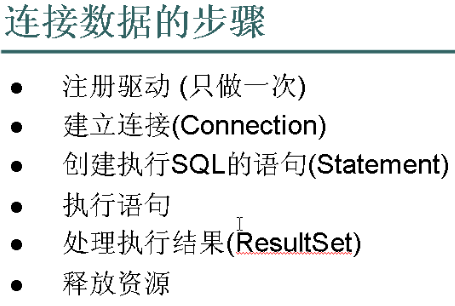 连接数据的步骤
● 注册驱动 (只做一次)
● 建立连接(Connection)
● 创建执行SQL的语句(Statement)
● 执行语句
● 处理执行结果(ResultSet)
● 释放资源